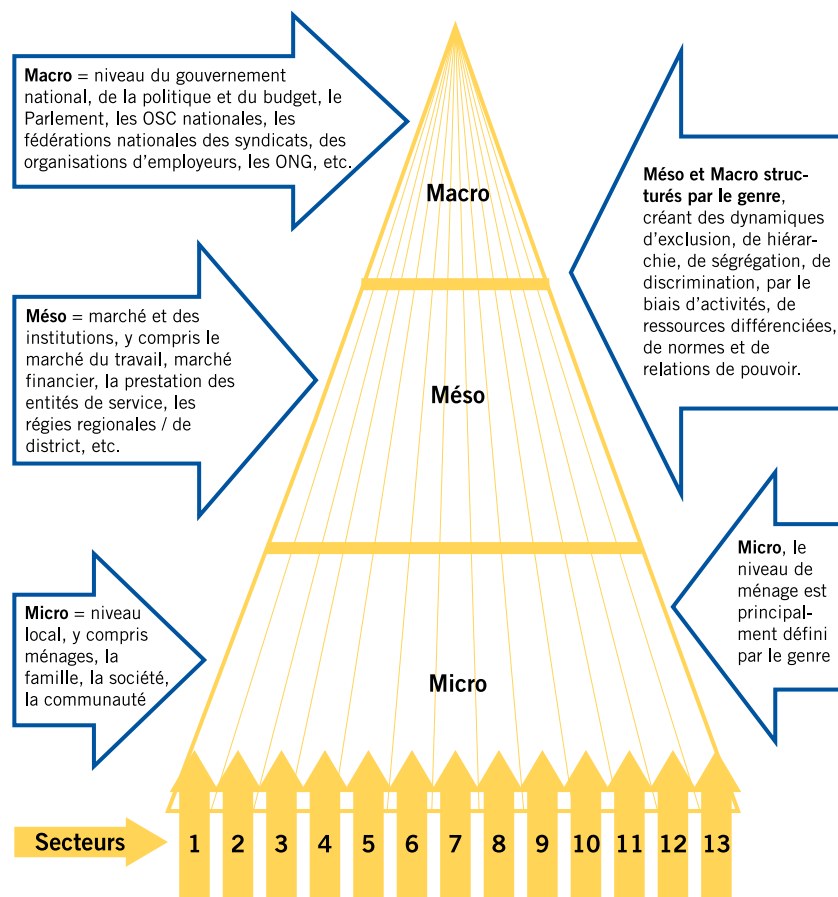 Macro = niveau du gouvernement
national, de la politique et du budget, le
Parlement, les OSC nationales, les
fédérations nationales des syndicats, des
organisations d'employeurs, les ONG, etc.
Macro
Méso et Macro struc-
turés par le genre,
créant des dynamiques
d'exclusion, de hiérar-
chie, de ségrégation, de
discrimination, par le
biais d'activités, de
ressources différenciées,
de normes et de
relations de pouvoir.
Méso = marché et des
institutions, y compris le
marché du travail, marché
financier, la prestation des
entités de service, les
régies regionales / de
district, etc.
Méso
Micro = niveau
local, y compris
ménages, la
famille, la société,
la communauté
Micro
Micro, le
niveau de
ménage est
principal-
ment défini
par le genre
Secteurs 1 2 3 4 5 6 7 8 9 10 11 12 13